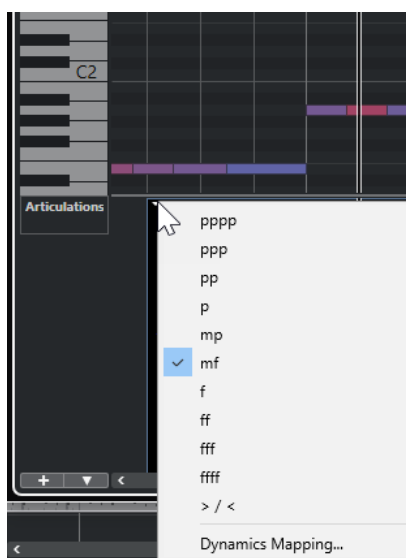 C2
Articulations
pppp
ppp
pp
p
mp
mf
f
ff
fff
ffff
> / <
Dynamics Mapping...